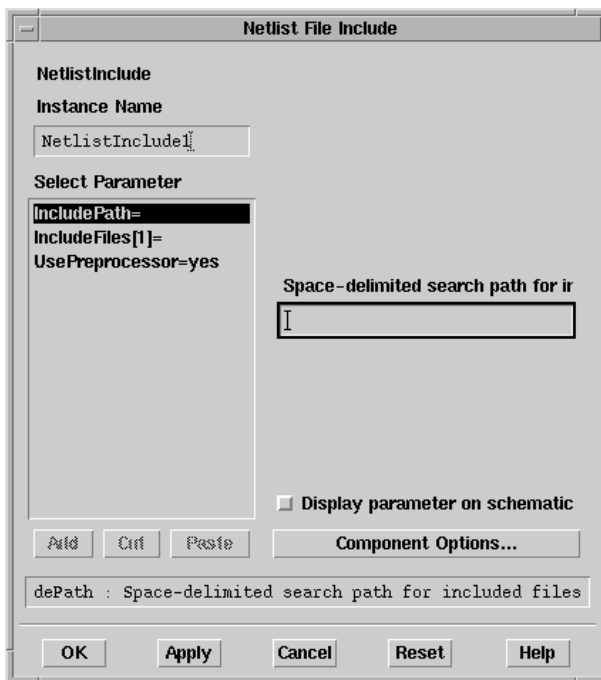 Netlist File Include
NetlistInclude
Instance Name
NetlistInclude1
Select Parameter
IncludePath=
IncludeFiles[1]=
UsePreprocessor=yes
Space-delimited search path for ir
Display parameter on schematic
Add Cut Paste Component Options...
dePath : Space-delimited search path for included files
OK Apply Cancel Reset Help